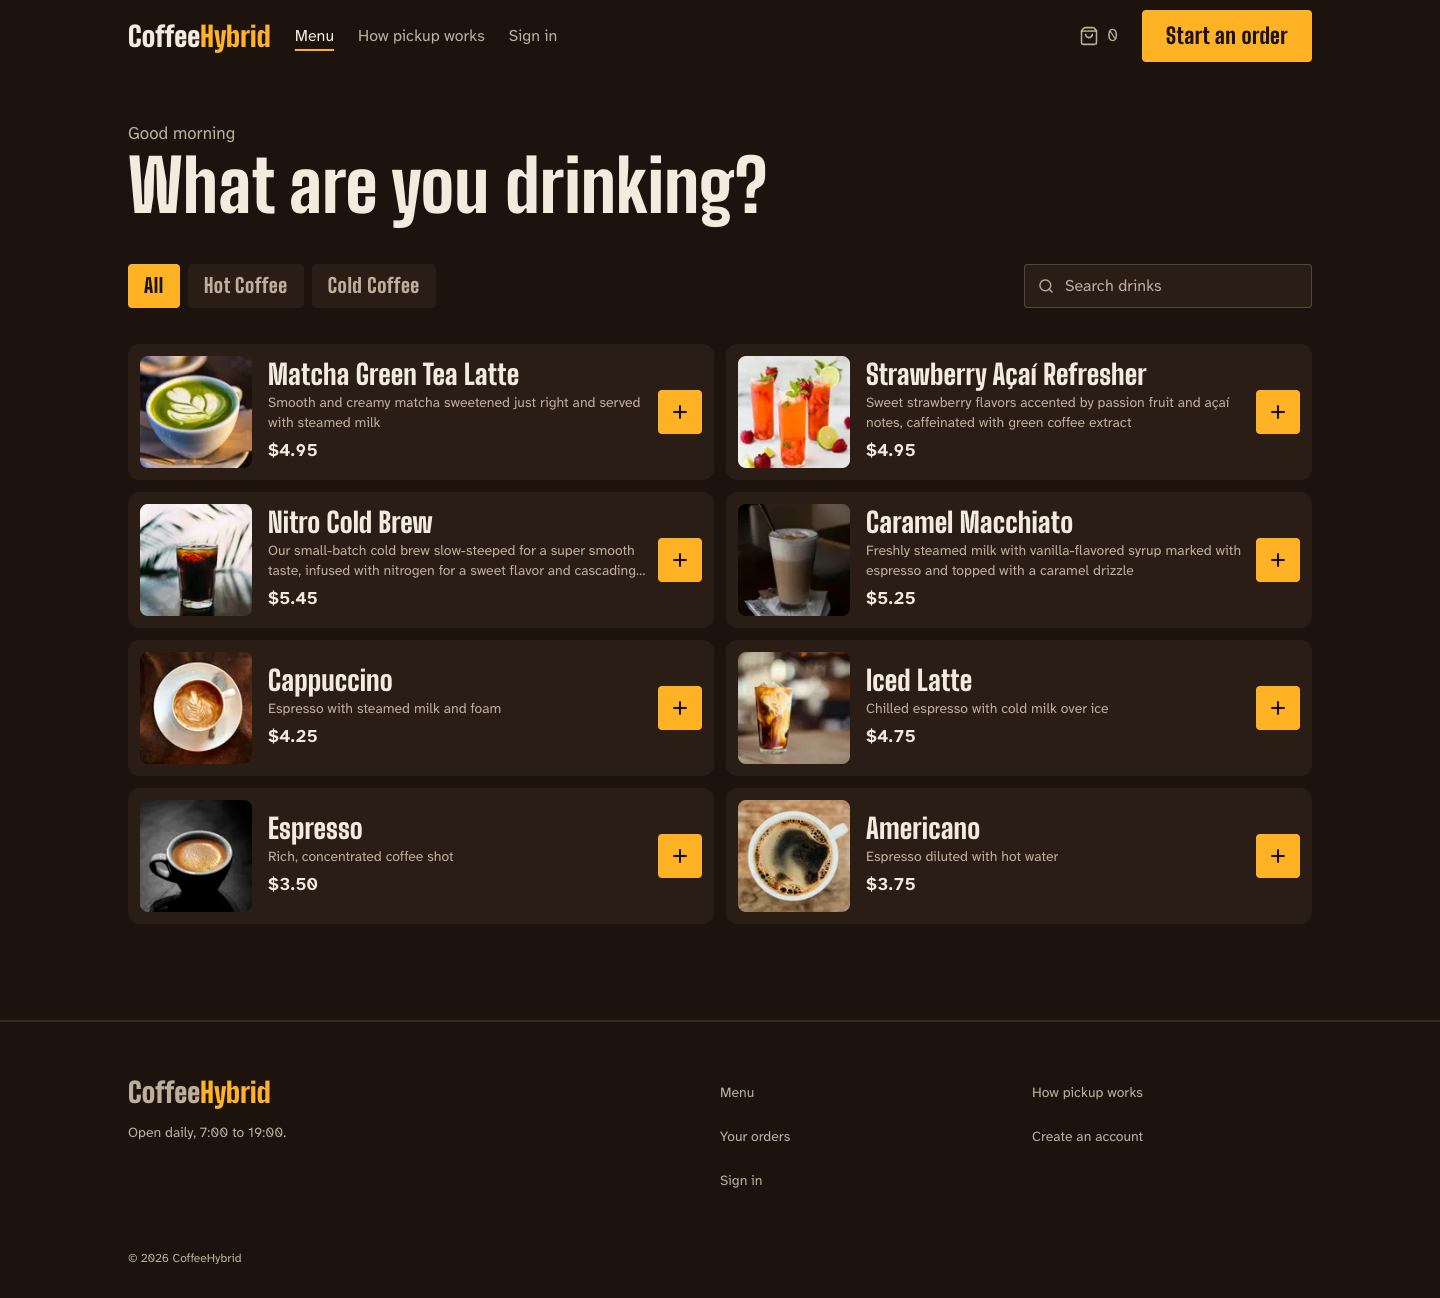 CoffeeHybrid Menu How pickup works Sign in 0 Start an order
Good morning
What are you drinking?
All Hot Coffee Cold Coffee Search drinks
Matcha Green Tea Latte
Smooth and creamy matcha sweetened just right and served
with steamed milk
$4.95
Strawberry Açaí Refresher
Sweet strawberry flavors accented by passion fruit and açaí
notes, caffeinated with green coffee extract
$4.95
Nitro Cold Brew
Our small-batch cold brew slow-steeped for a super smooth
taste, infused with nitrogen for a sweet flavor and cascading...
$5.45
Caramel Macchiato
Freshly steamed milk with vanilla-flavored syrup marked with
espresso and topped with a caramel drizzle
$5.25
Cappuccino
Espresso with steamed milk and foam
$4.25
Iced Latte
Chilled espresso with cold milk over ice
$4.75
Espresso
Rich, concentrated coffee shot
$3.50
Americano
Espresso diluted with hot water
$3.75
CoffeeHybrid
Open daily, 7:00 to 19:00.
Menu
Your orders
Sign in
How pickup works
Create an account
© 2026 CoffeeHybrid